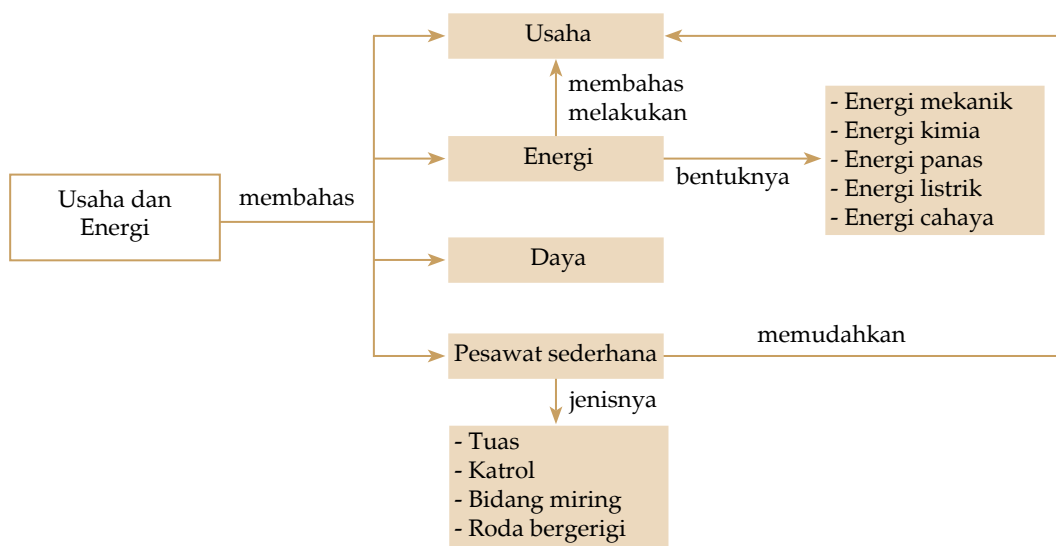 Usaha
membahas
melakukan
Energi
bentuknya
- Energi mekanik
- Energi kimia
- Energi panas
- Energi listrik
- Energi cahaya
Usaha dan
Energi
membahas
Daya
Pesawat sederhana
memudahkan
jenisnya
- Tuas
- Katrol
- Bidang miring
- Roda bergerigi